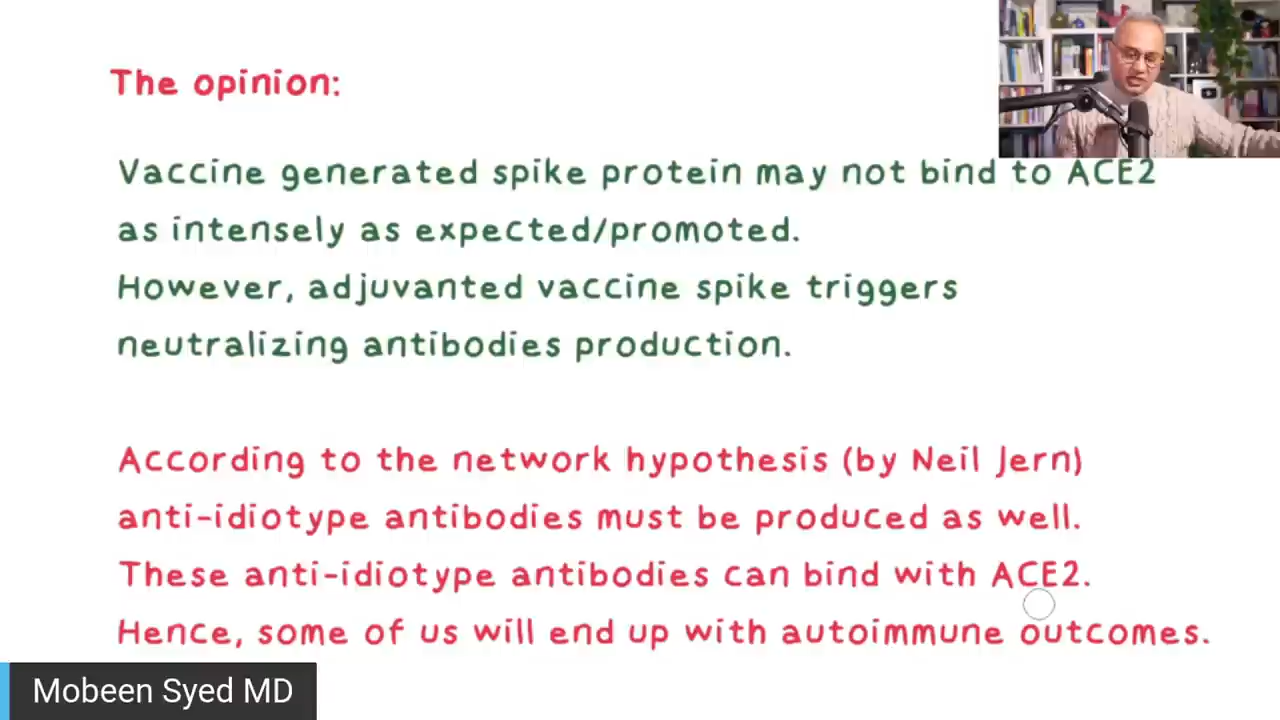 The opinion:
Vaccine generated spike protein may not bind to ACE2
as intensely as expected/promoted.
However, adjuvanted vaccine spike triggers
neutralizing antibodies production.
According to the network hypothesis (by Neil Jern)
anti-idiotype antibodies must be produced as well.
These anti-idiotype antibodies can bind with ACE2.
Hence, some of us will end up with autoimmune outcomes.
Mobeen Syed MD